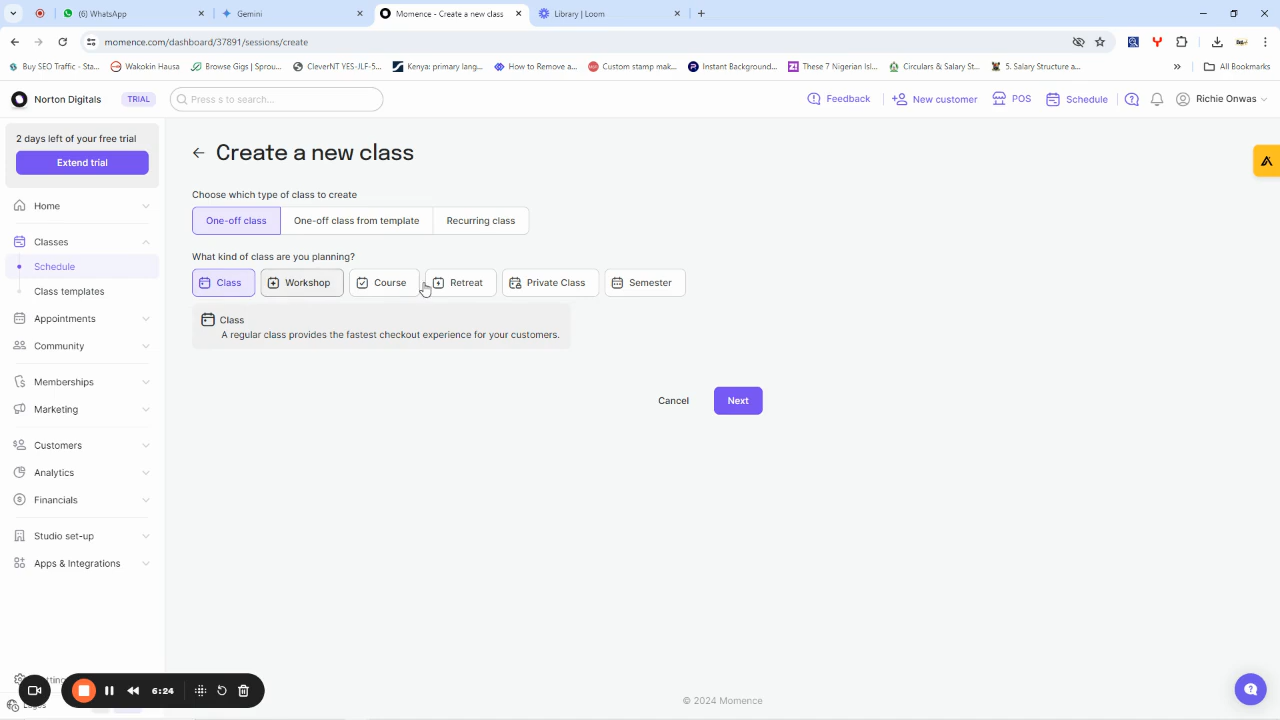 (6) WhatsApp
Gemini
Momence - Create a new class
Library | Loom
momence.com/dashboard/37891/sessions/create
Buy SEO Traffic - Sta...
Wakokin Hausa
Browse Gigs | Sprou...
CleverNT YES-JLF-5...
Kenya: primary lang...
How to Remove a...
Custom stamp mak...
Instant Background...
These 7 Nigerian Is...
Circulars & Salary St...
5. Salary Structure a...
All Bookmarks
Norton Digitals
TRIAL
Press s to search...
Feedback
New customer
POS
Schedule
Richie Onwas
2 days left of your free trial
Extend trial
Home
Classes
Schedule
Class templates
Appointments
Community
Memberships
Marketing
Customers
Analytics
Financials
Studio set-up
Apps & Integrations
Create a new class
Choose which type of class to create
One-off class
One-off class from template
Recurring class
What kind of class are you planning?
Class
Workshop
Course
Retreat
Private Class
Semester
Class
A regular class provides the fastest checkout experience for your customers.
Cancel
Next
6:24
© 2024 Momence